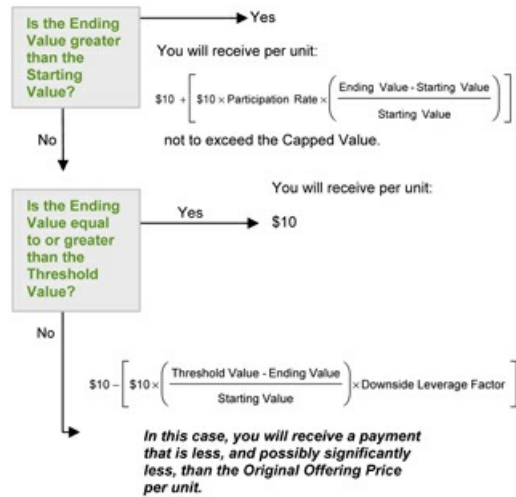 Is the Ending
Value greater
than the
Starting
Value?
Yes
You will receive per unit:
$10 + [ $10 × Participation Rate × ( Ending Value - Starting Value / Starting Value ) ]
not to exceed the Capped Value.
No
Is the Ending
Value equal
to or greater
than the
Threshold
Value?
Yes
You will receive per unit:
$10
No
$10 – [ $10 × ( Threshold Value - Ending Value / Starting Value ) × Downside Leverage Factor ]
In this case, you will receive a payment
that is less, and possibly significantly
less, than the Original Offering Price
per unit.